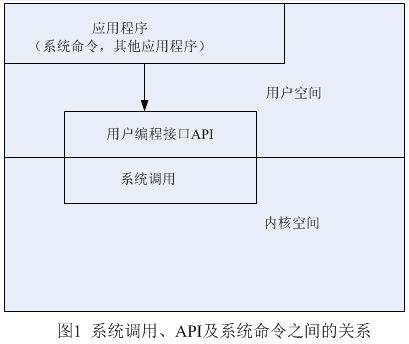 应用程序
（系统命令，其他应用程序）
用户空间
用户编程接口API
系统调用
内核空间
图1 系统调用、API及系统命令之间的关系